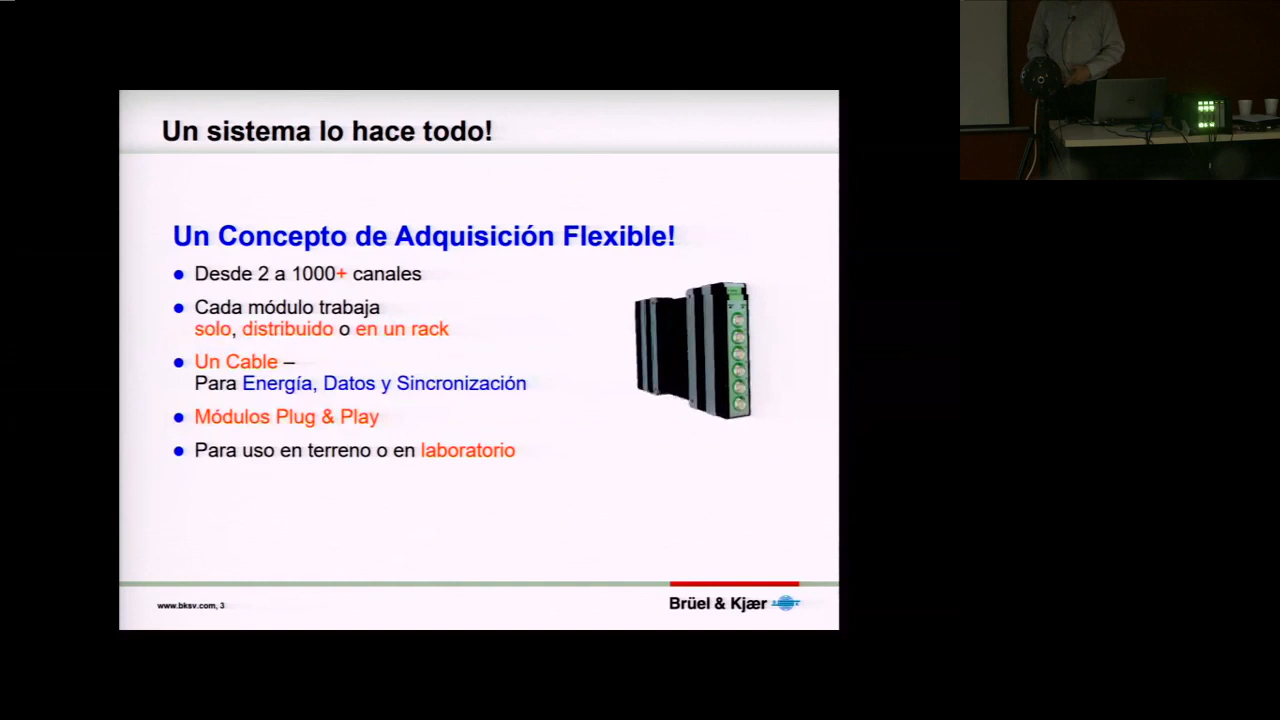 Un sistema lo hace todo!
Un Concepto de Adquisición Flexible!
● Desde 2 a 1000+ canales
● Cada módulo trabaja
solo, distribuido o en un rack
● Un Cable –
Para Energía, Datos y Sincronización
● Módulos Plug & Play
● Para uso en terreno o en laboratorio
www.bksv.com, 3
Brüel & Kjær